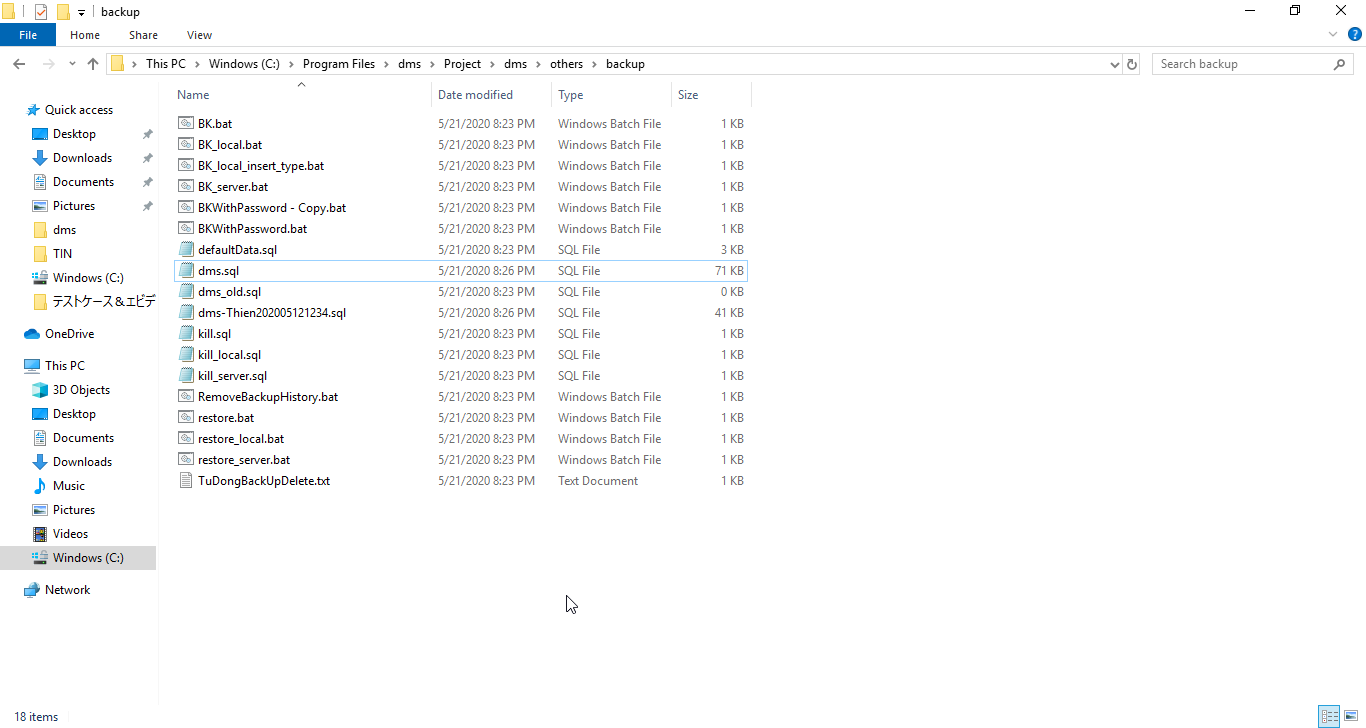 backup
File Home Share View
This PC Windows (C:) Program Files dms Project dms others backup
Search backup
Quick access
Desktop
Downloads
Documents
Pictures
dms
TIN
Windows (C:)
テストケース＆エビデ
OneDrive
This PC
3D Objects
Desktop
Documents
Downloads
Music
Pictures
Videos
Windows (C:)
Network
Name Date modified Type Size
BK.bat 5/21/2020 8:23 PM Windows Batch File 1 KB
BK_local.bat 5/21/2020 8:23 PM Windows Batch File 1 KB
BK_local_insert_type.bat 5/21/2020 8:23 PM Windows Batch File 1 KB
BK_server.bat 5/21/2020 8:23 PM Windows Batch File 1 KB
BKWithPassword - Copy.bat 5/21/2020 8:23 PM Windows Batch File 1 KB
BKWithPassword.bat 5/21/2020 8:23 PM Windows Batch File 1 KB
defaultData.sql 5/21/2020 8:23 PM SQL File 3 KB
dms.sql 5/21/2020 8:26 PM SQL File 71 KB
dms_old.sql 5/21/2020 8:23 PM SQL File 0 KB
dms-Thien202005121234.sql 5/21/2020 8:26 PM SQL File 41 KB
kill.sql 5/21/2020 8:23 PM SQL File 1 KB
kill_local.sql 5/21/2020 8:23 PM SQL File 1 KB
kill_server.sql 5/21/2020 8:23 PM SQL File 1 KB
RemoveBackupHistory.bat 5/21/2020 8:23 PM Windows Batch File 1 KB
restore.bat 5/21/2020 8:23 PM Windows Batch File 1 KB
restore_local.bat 5/21/2020 8:23 PM Windows Batch File 1 KB
restore_server.bat 5/21/2020 8:23 PM Windows Batch File 1 KB
TuDongBackUpDelete.txt 5/21/2020 8:23 PM Text Document 1 KB
18 items